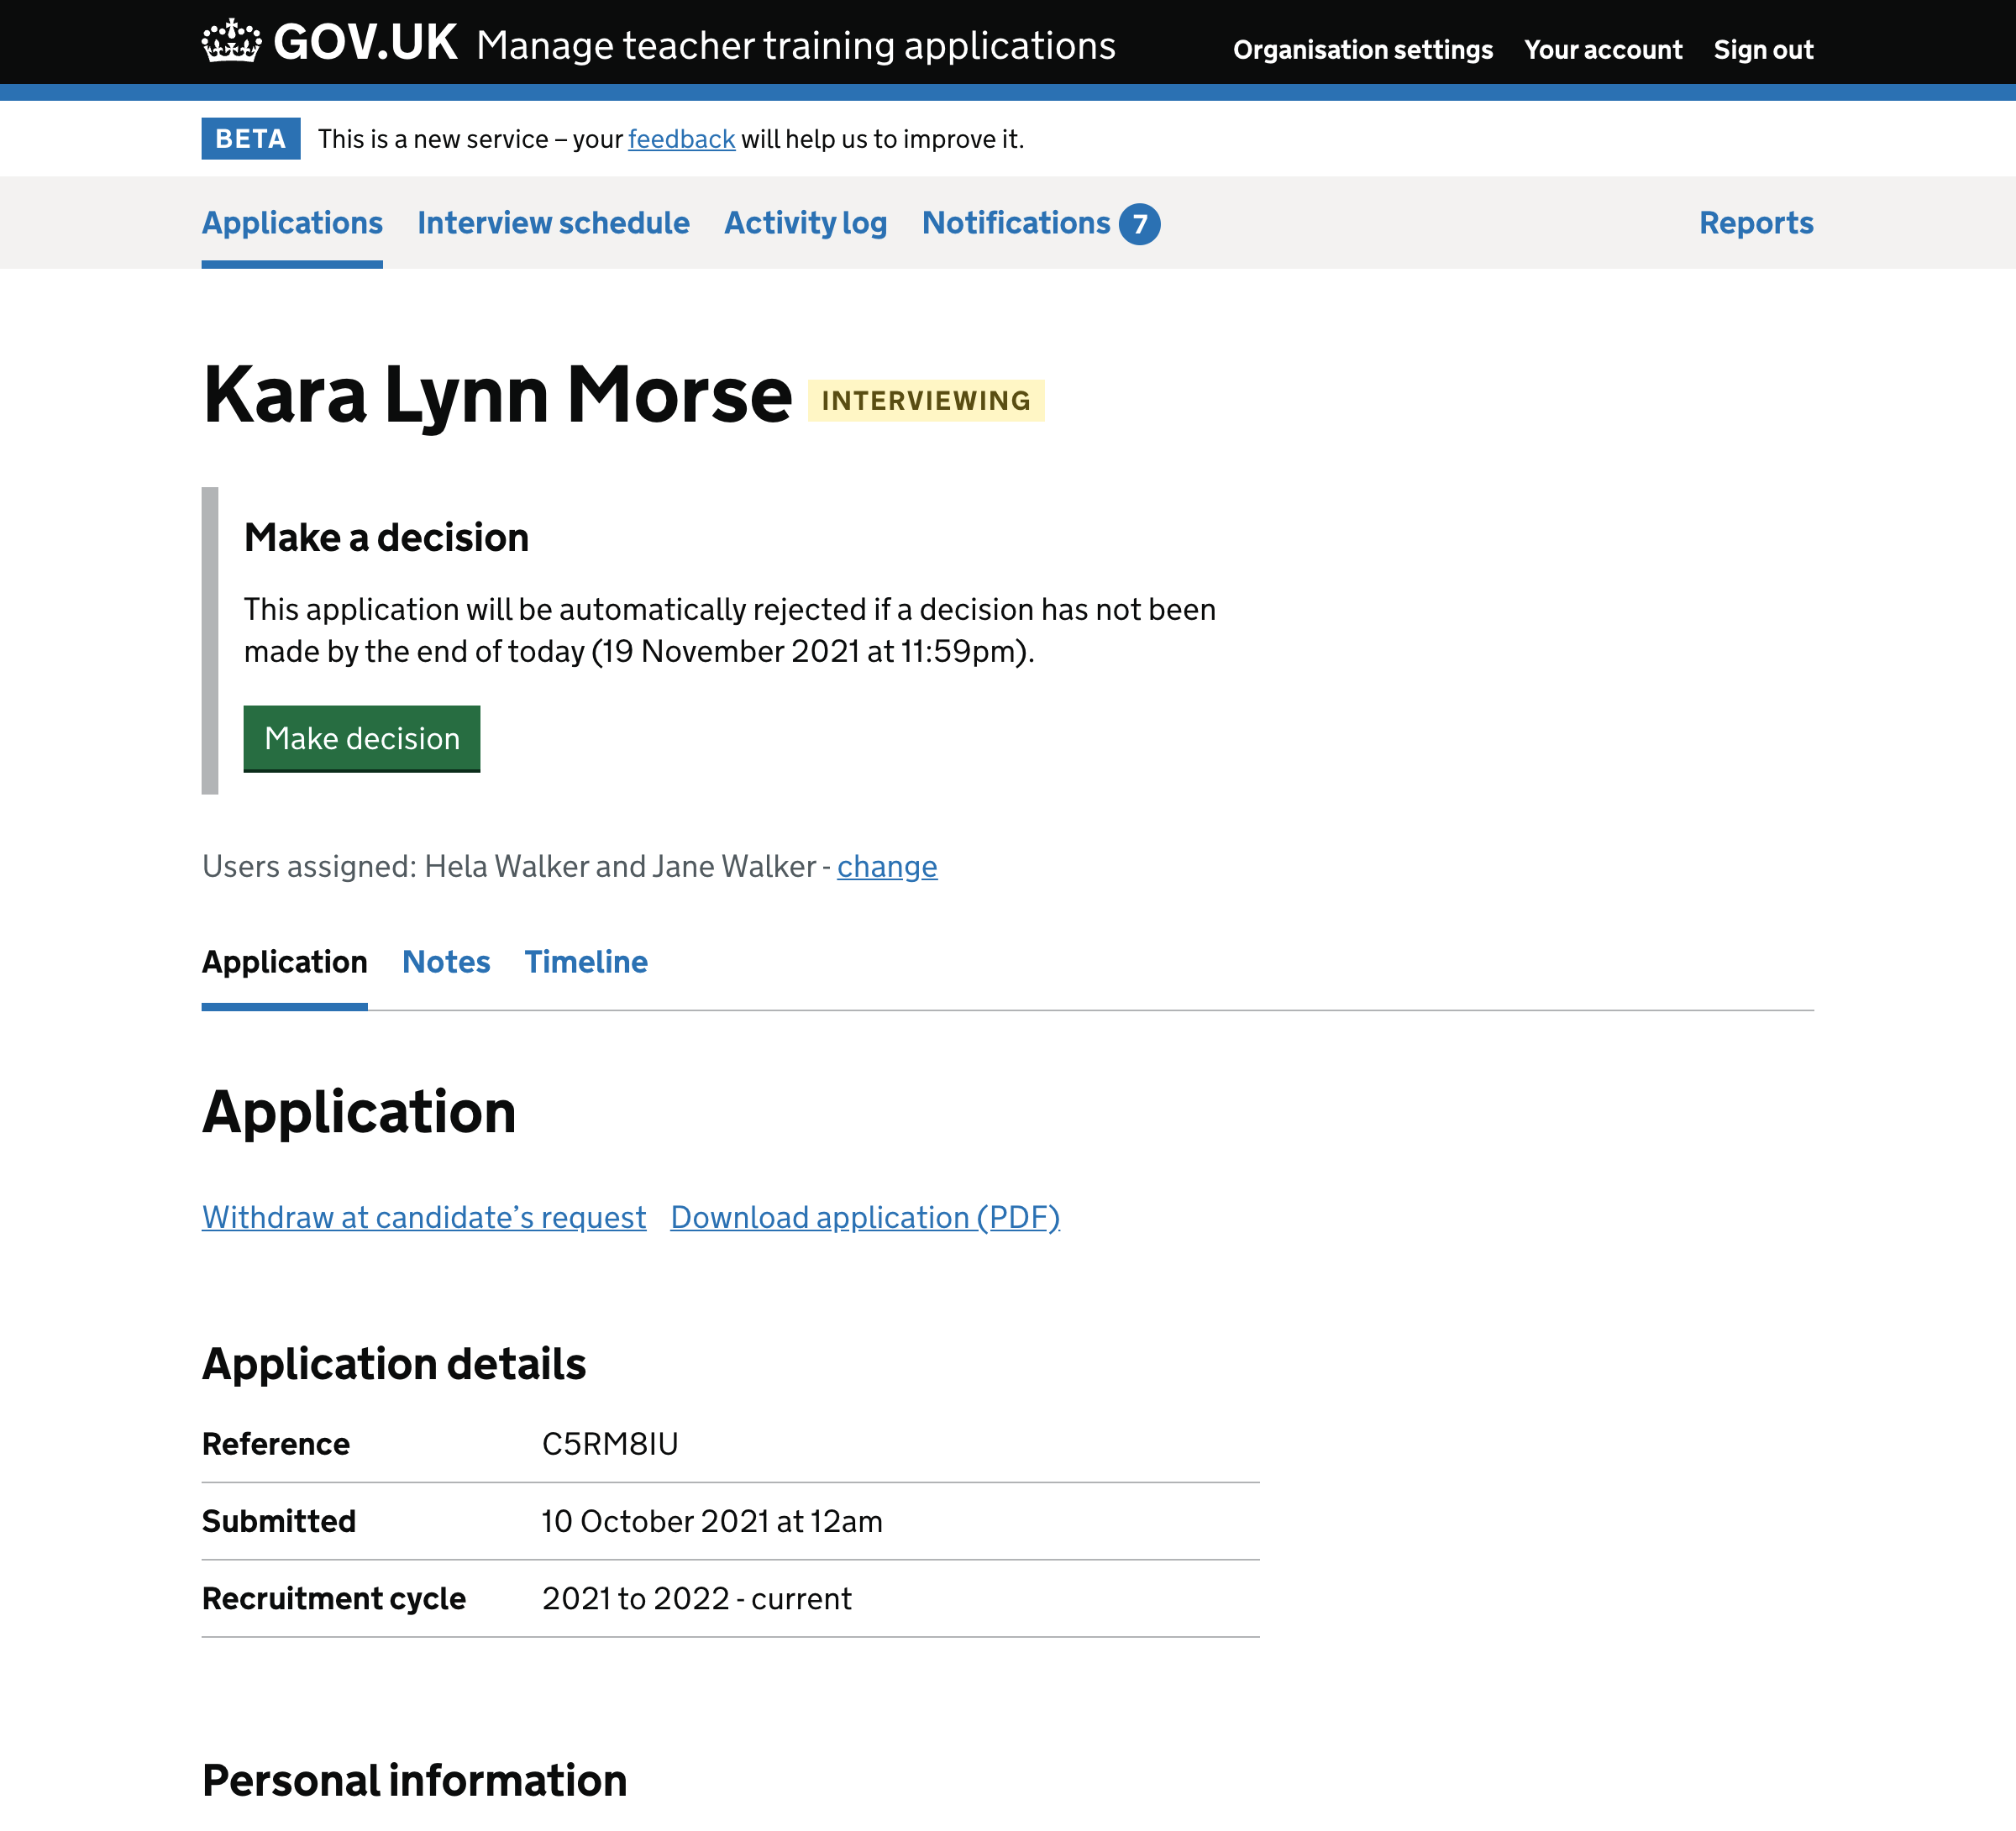 GOV.UK Manage teacher training applications Organisation settings Your account Sign out
BETA This is a new service – your feedback will help us to improve it.
Applications Interview schedule Activity log Notifications 7 Reports
Kara Lynn Morse INTERVIEWING
Make a decision
This application will be automatically rejected if a decision has not been
made by the end of today (19 November 2021 at 11:59pm).
Make decision
Users assigned: Hela Walker and Jane Walker - change
Application Notes Timeline
Application
Withdraw at candidate’s request Download application (PDF)
Application details
Reference C5RM8IU
Submitted 10 October 2021 at 12am
Recruitment cycle 2021 to 2022 - current
Personal information